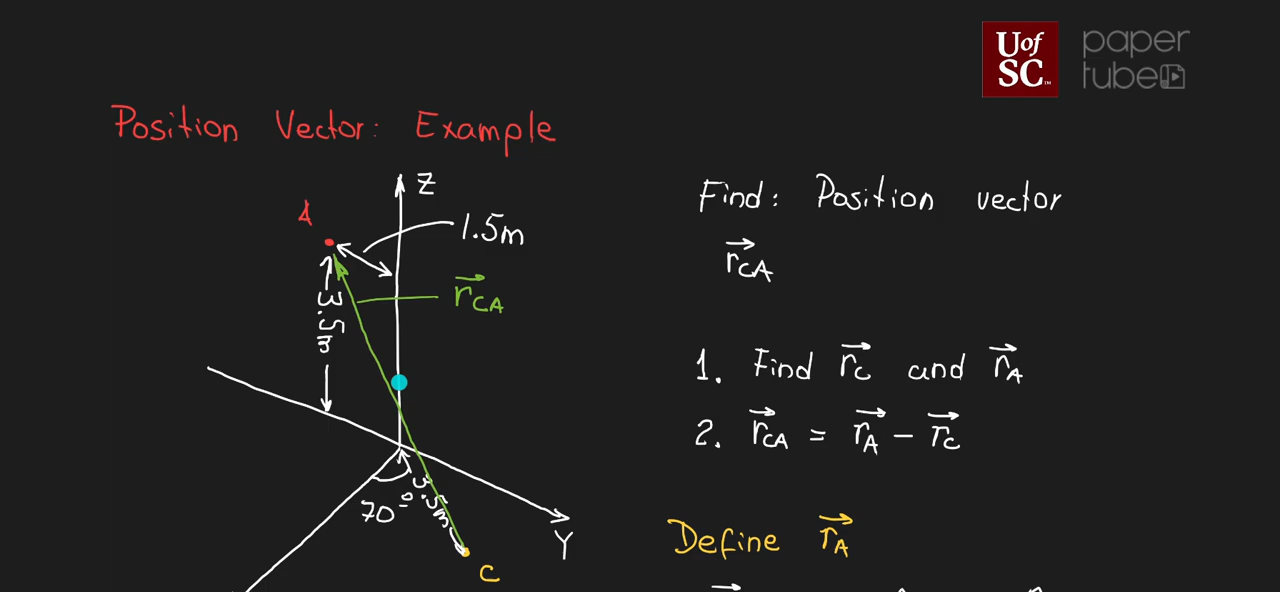 UofSC™
paper
tube
Position Vector: Example
Z
A
1.5m
3.5m
r⃗CA
70°
3.5m
Y
C
Find: Position vector
r⃗CA
1. Find r⃗C and r⃗A
2. r⃗CA = r⃗A − r⃗C
Define r⃗A